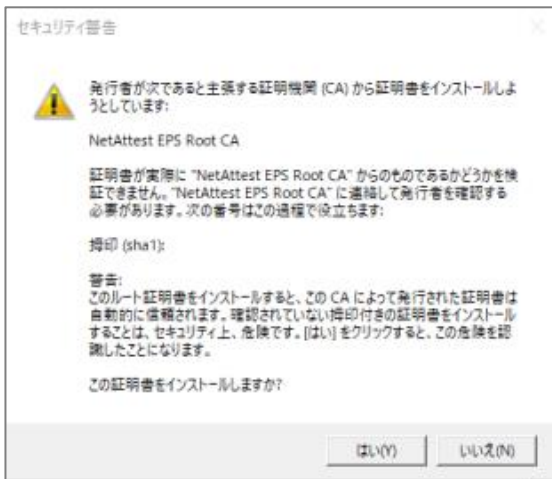 セキュリティ警告
発行者が次であると主張する証明機関 (CA) から証明書をインストールしよ
うとしています:
NetAttest EPS Root CA
証明書が実際に "NetAttest EPS Root CA" からのものであるかどうかを検
証できません。"NetAttest EPS Root CA" に連絡して発行者を確認する
必要があります。次の番号はこの過程で役立ちます:
拇印 (sha1):
警告:
このルート証明書をインストールすると、この CA によって発行された証明書は
自動的に信頼されます。確認されていない拇印付きの証明書をインストール
することは、セキュリティ上、危険です。[はい] をクリックすると、この危険を認
識したことになります。
この証明書をインストールしますか?
はい(Y)
いいえ(N)